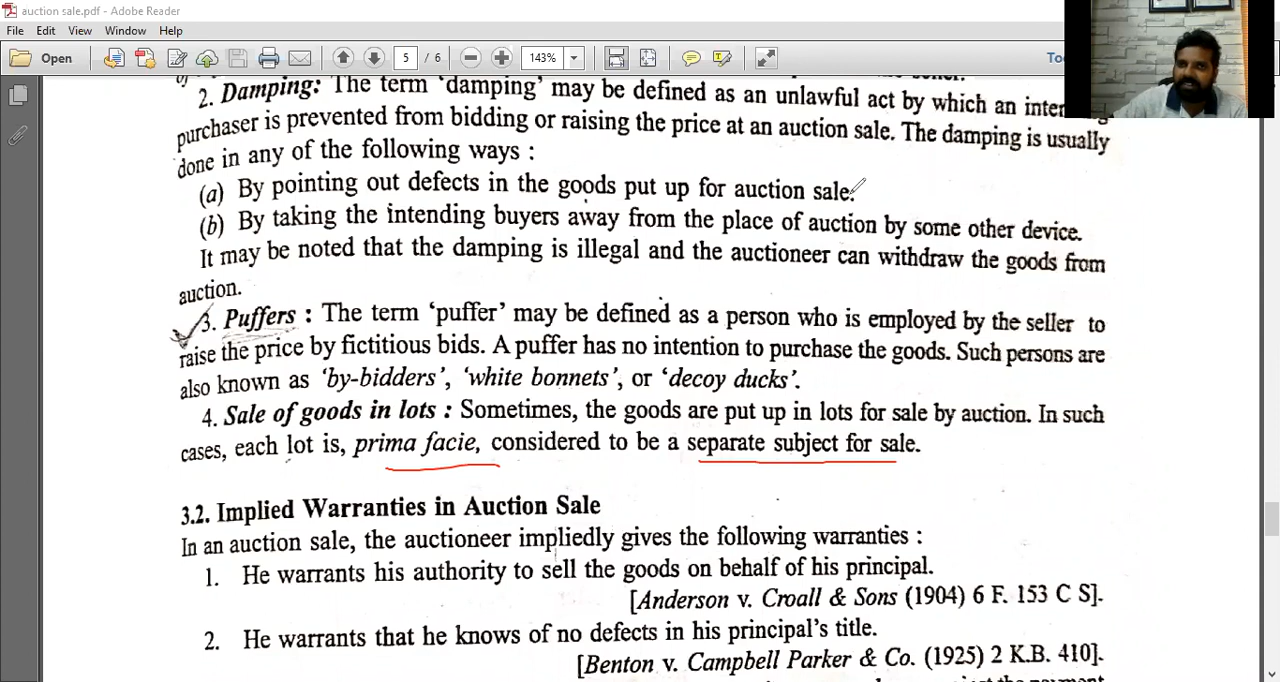 auction sale.pdf - Adobe Reader
File Edit View Window Help
Open 5 / 6 143%
2. Damping: The term ‘damping’ may be defined as an unlawful act by which an
purchaser is prevented from bidding or raising the price at an auction sale. The damping is usually
done in any of the following ways :
(a) By pointing out defects in the goods put up for auction sale.
(b) By taking the intending buyers away from the place of auction by some other device.
It may be noted that the damping is illegal and the auctioneer can withdraw the goods from
auction.
3. Puffers : The term ‘puffer’ may be defined as a person who is employed by the seller to
raise the price by fictitious bids. A puffer has no intention to purchase the goods. Such persons are
also known as ‘by-bidders’, ‘white bonnets’, or ‘decoy ducks’.
4. Sale of goods in lots : Sometimes, the goods are put up in lots for sale by auction. In such
cases, each lot is, prima facie, considered to be a separate subject for sale.
3.2. Implied Warranties in Auction Sale
In an auction sale, the auctioneer impliedly gives the following warranties :
1. He warrants his authority to sell the goods on behalf of his principal.
[Anderson v. Croall & Sons (1904) 6 F. 153 C S].
2. He warrants that he knows of no defects in his principal's title.
[Benton v. Campbell Parker & Co. (1925) 2 K.B. 410].